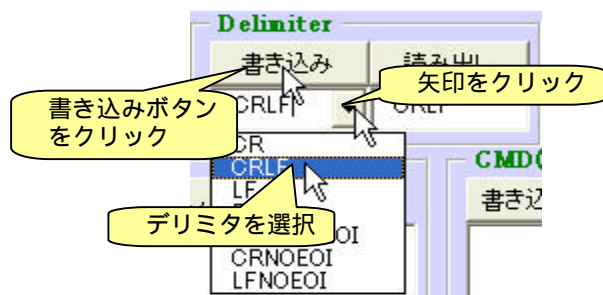 Delimiter
書き込み 読み出し
矢印をクリック
書き込みボタン
をクリック
CRLF CRLF
CR
CRLF
LF
デリミタを選択
OI
CRNOEOI
LFNOEOI
CMD(
書き込